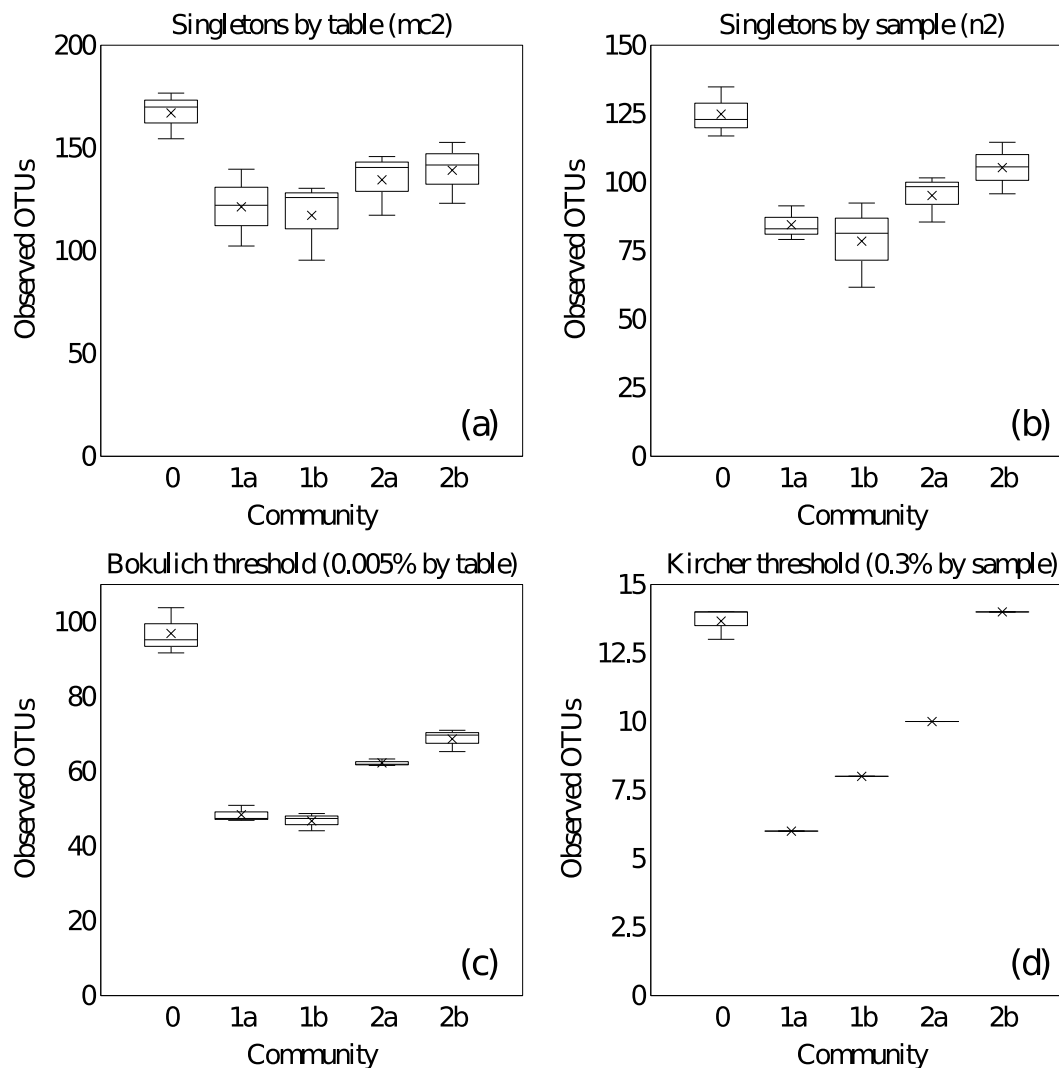 Singletons by table (mc2)
200
150
100
50
0
Observed OTUs
(a)
0 1a 1b 2a 2b
Community
Singletons by sample (n2)
150
125
100
75
50
25
0
Observed OTUs
(b)
0 1a 1b 2a 2b
Community
Bokulich threshold (0.005% by table)
100
80
60
40
20
0
Observed OTUs
(c)
0 1a 1b 2a 2b
Community
Kircher threshold (0.3% by sample)
15
12.5
10
7.5
5
2.5
0
Observed OTUs
(d)
0 1a 1b 2a 2b
Community